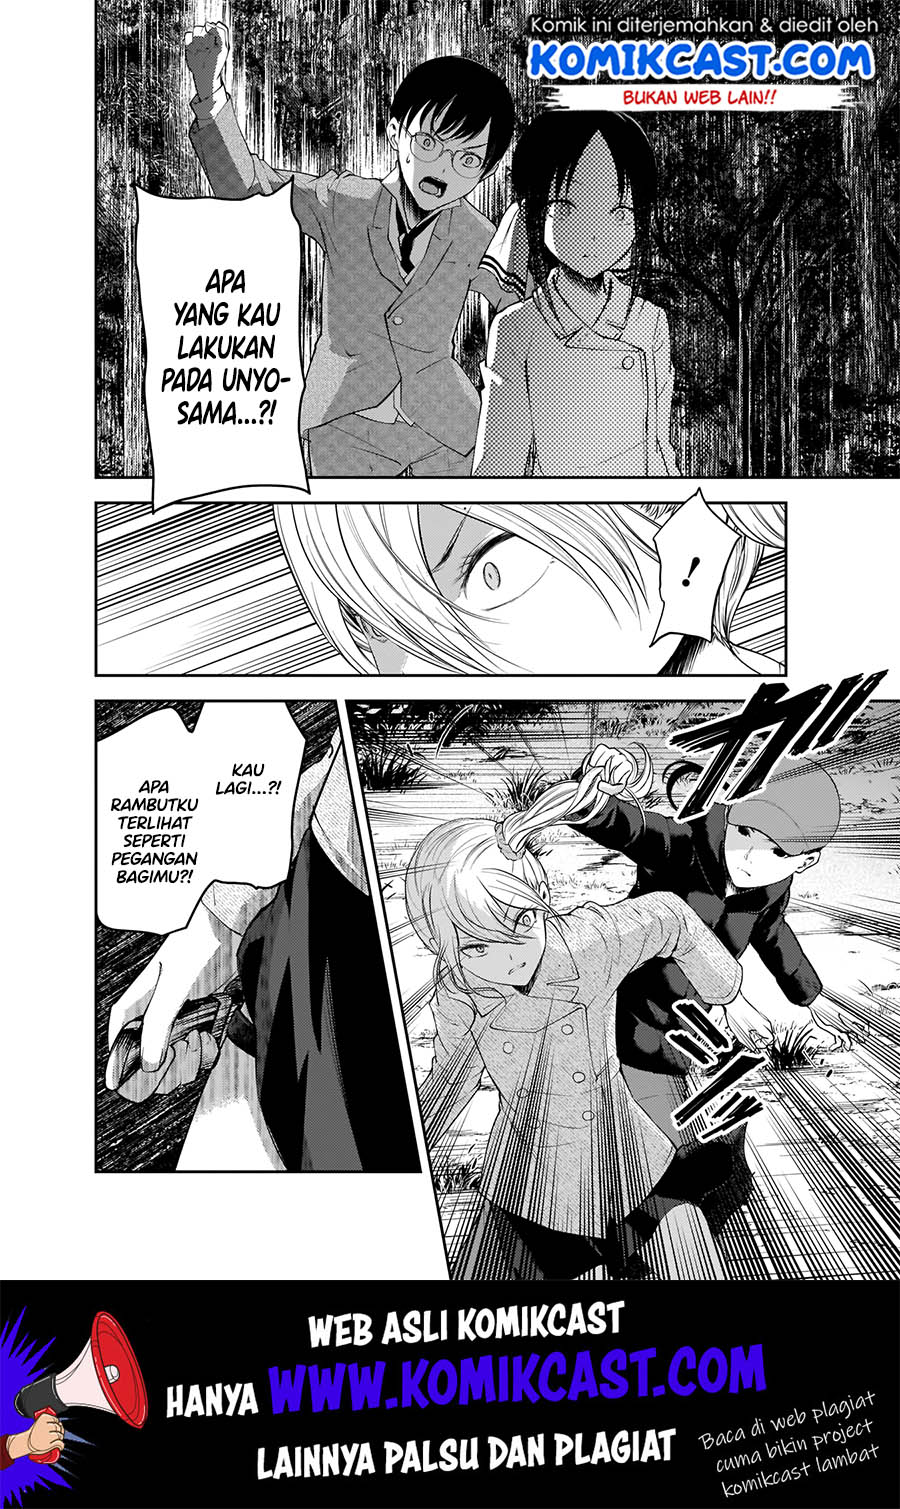 Komik ini diterjemahkan & diedit oleh
KOMIKCAST.COM
BUKAN WEB LAIN!!
APA
YANG KAU
LAKUKAN
PADA UNYO-
SAMA...?!
!
ガッ
KAU
LAGI...?!
APA
RAMBUTKU
TERLIHAT
SEPERTI
PEGANGAN
BAGIMU?!
WEB ASLI KOMIKCAST
HANYA WWW.KOMIKCAST.COM
LAINNYA PALSU DAN PLAGIAT
Baca di web plagiat
cuma bikin project
komikcast lambat